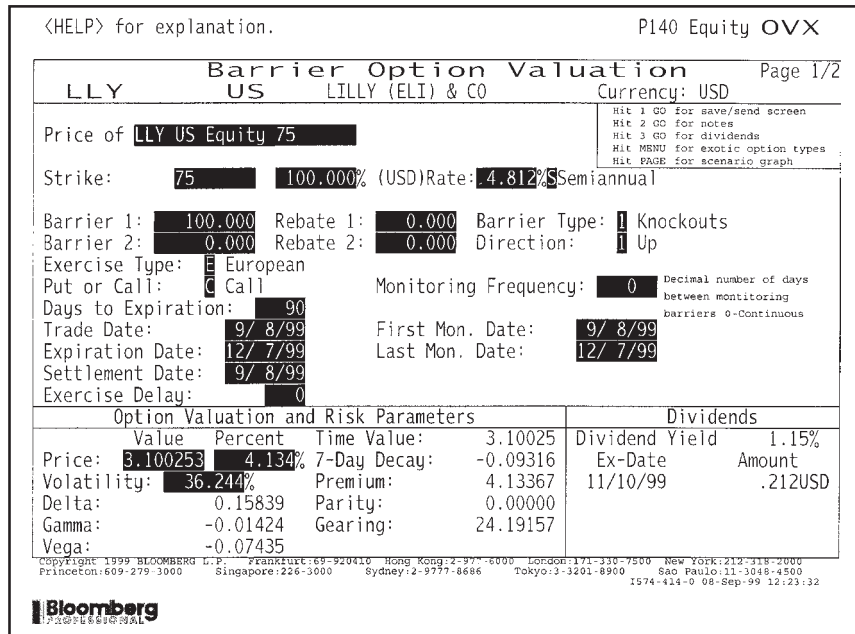 <HELP> for explanation. P140 Equity OVX
Barrier Option Valuation Page 1/2
LLY US LILLY (ELI) & CO Currency: USD
Hit 1 GO for save/send screen
Hit 2 GO for notes
Hit 3 GO for dividends
Hit MENU for exotic option types
Hit PAGE for scenario graph
Price of LLY US Equity 75
Strike: 75 100.000% (USD)Rate: 4.812%SSemiannual
Barrier 1: 100.000 Rebate 1: 0.000 Barrier Type: 1 Knockouts
Barrier 2: 0.000 Rebate 2: 0.000 Direction: 1 Up
Exercise Type: E European
Put or Call: C Call Monitoring Frequency: 0 Decimal number of days
between montitoring
barriers 0-Continuous
Days to Expiration: 90
Trade Date: 9/ 8/99 First Mon. Date: 9/ 8/99
Expiration Date: 12/ 7/99 Last Mon. Date: 12/ 7/99
Settlement Date: 9/ 8/99
Exercise Delay: 0
Option Valuation and Risk Parameters Dividends
Value Percent Time Value: 3.10025 Dividend Yield 1.15%
Price: 3.100253 4.134% 7-Day Decay: -0.09316 Ex-Date Amount
Volatility: 36.244% Premium: 4.13367 11/10/99 .212USD
Delta: 0.15839 Parity: 0.00000
Gamma: -0.01424 Gearing: 24.19157
Vega: -0.07435
Copyright 1999 BLOOMBERG L.P. Frankfurt:69-920410 Hong Kong:2-977-6000 London:171-330-7500 New York:212-318-2000
Princeton:609-279-3000 Singapore:226-3000 Sydney:2-9777-8686 Tokyo:3-3201-8900 Sao Paulo:11-3048-4500
I574-414-0 08-Sep-99 12:23:32
Bloomberg
PROFESSIONAL